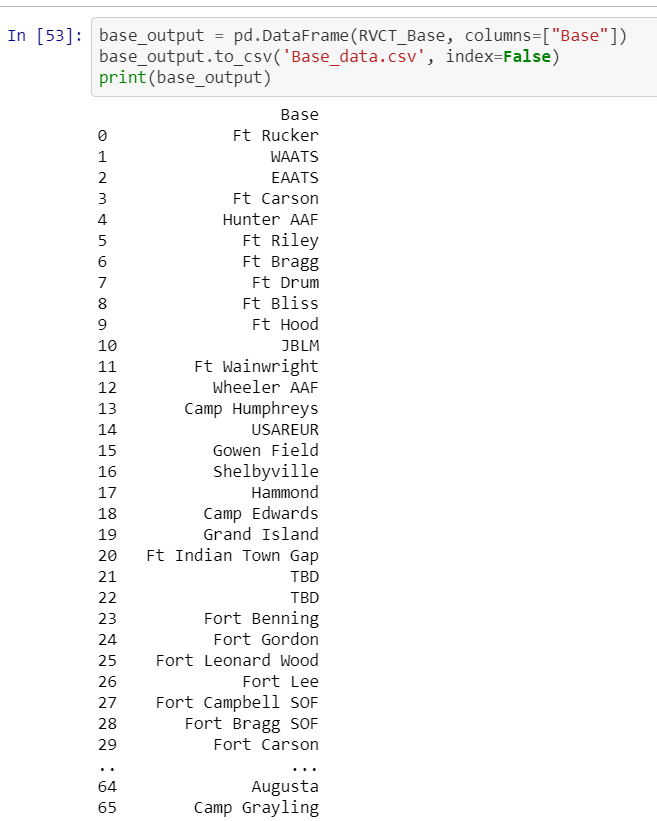 In [53]: base_output = pd.DataFrame(RVCT_Base, columns=["Base"])
base_output.to_csv('Base_data.csv', index=False)
print(base_output)
Base
0 Ft Rucker
1 WAATS
2 EAATS
3 Ft Carson
4 Hunter AAF
5 Ft Riley
6 Ft Bragg
7 Ft Drum
8 Ft Bliss
9 Ft Hood
10 JBLM
11 Ft Wainwright
12 Wheeler AAF
13 Camp Humphreys
14 USAREUR
15 Gowen Field
16 Shelbyville
17 Hammond
18 Camp Edwards
19 Grand Island
20 Ft Indian Town Gap
21 TBD
22 TBD
23 Fort Benning
24 Fort Gordon
25 Fort Leonard Wood
26 Fort Lee
27 Fort Campbell SOF
28 Fort Bragg SOF
29 Fort Carson
.. ...
64 Augusta
65 Camp Grayling